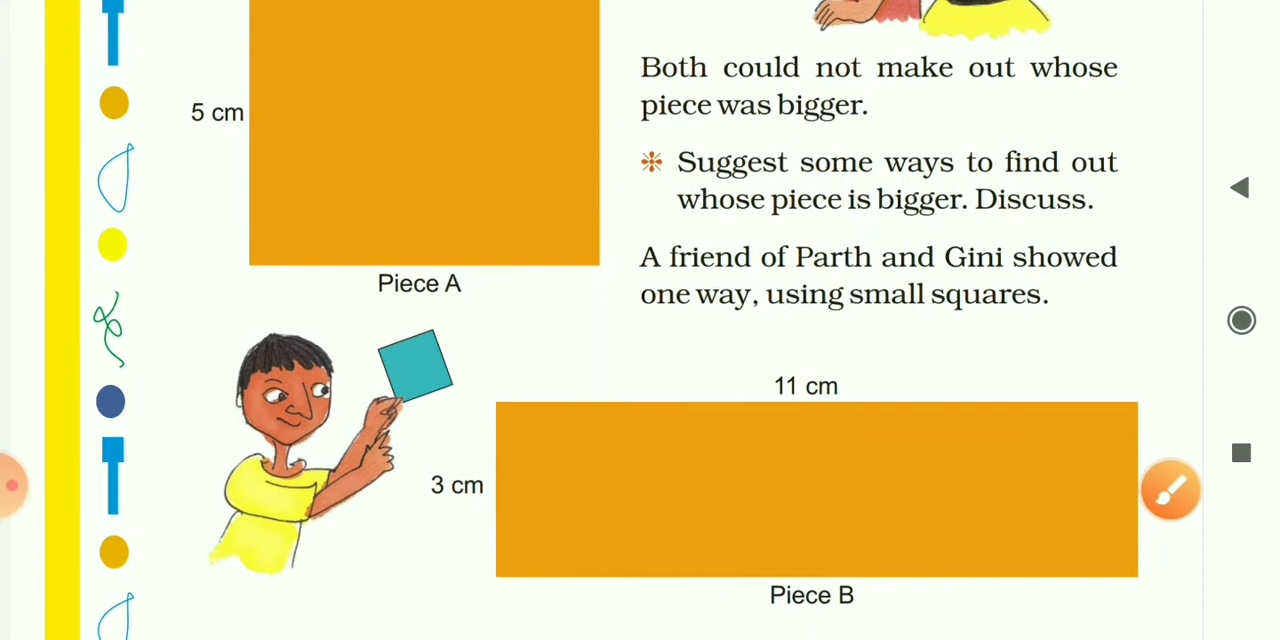 Both could not make out whose
piece was bigger.
5 cm
❉ Suggest some ways to find out
whose piece is bigger. Discuss.
A friend of Parth and Gini showed
one way, using small squares.
Piece A
11 cm
3 cm
Piece B